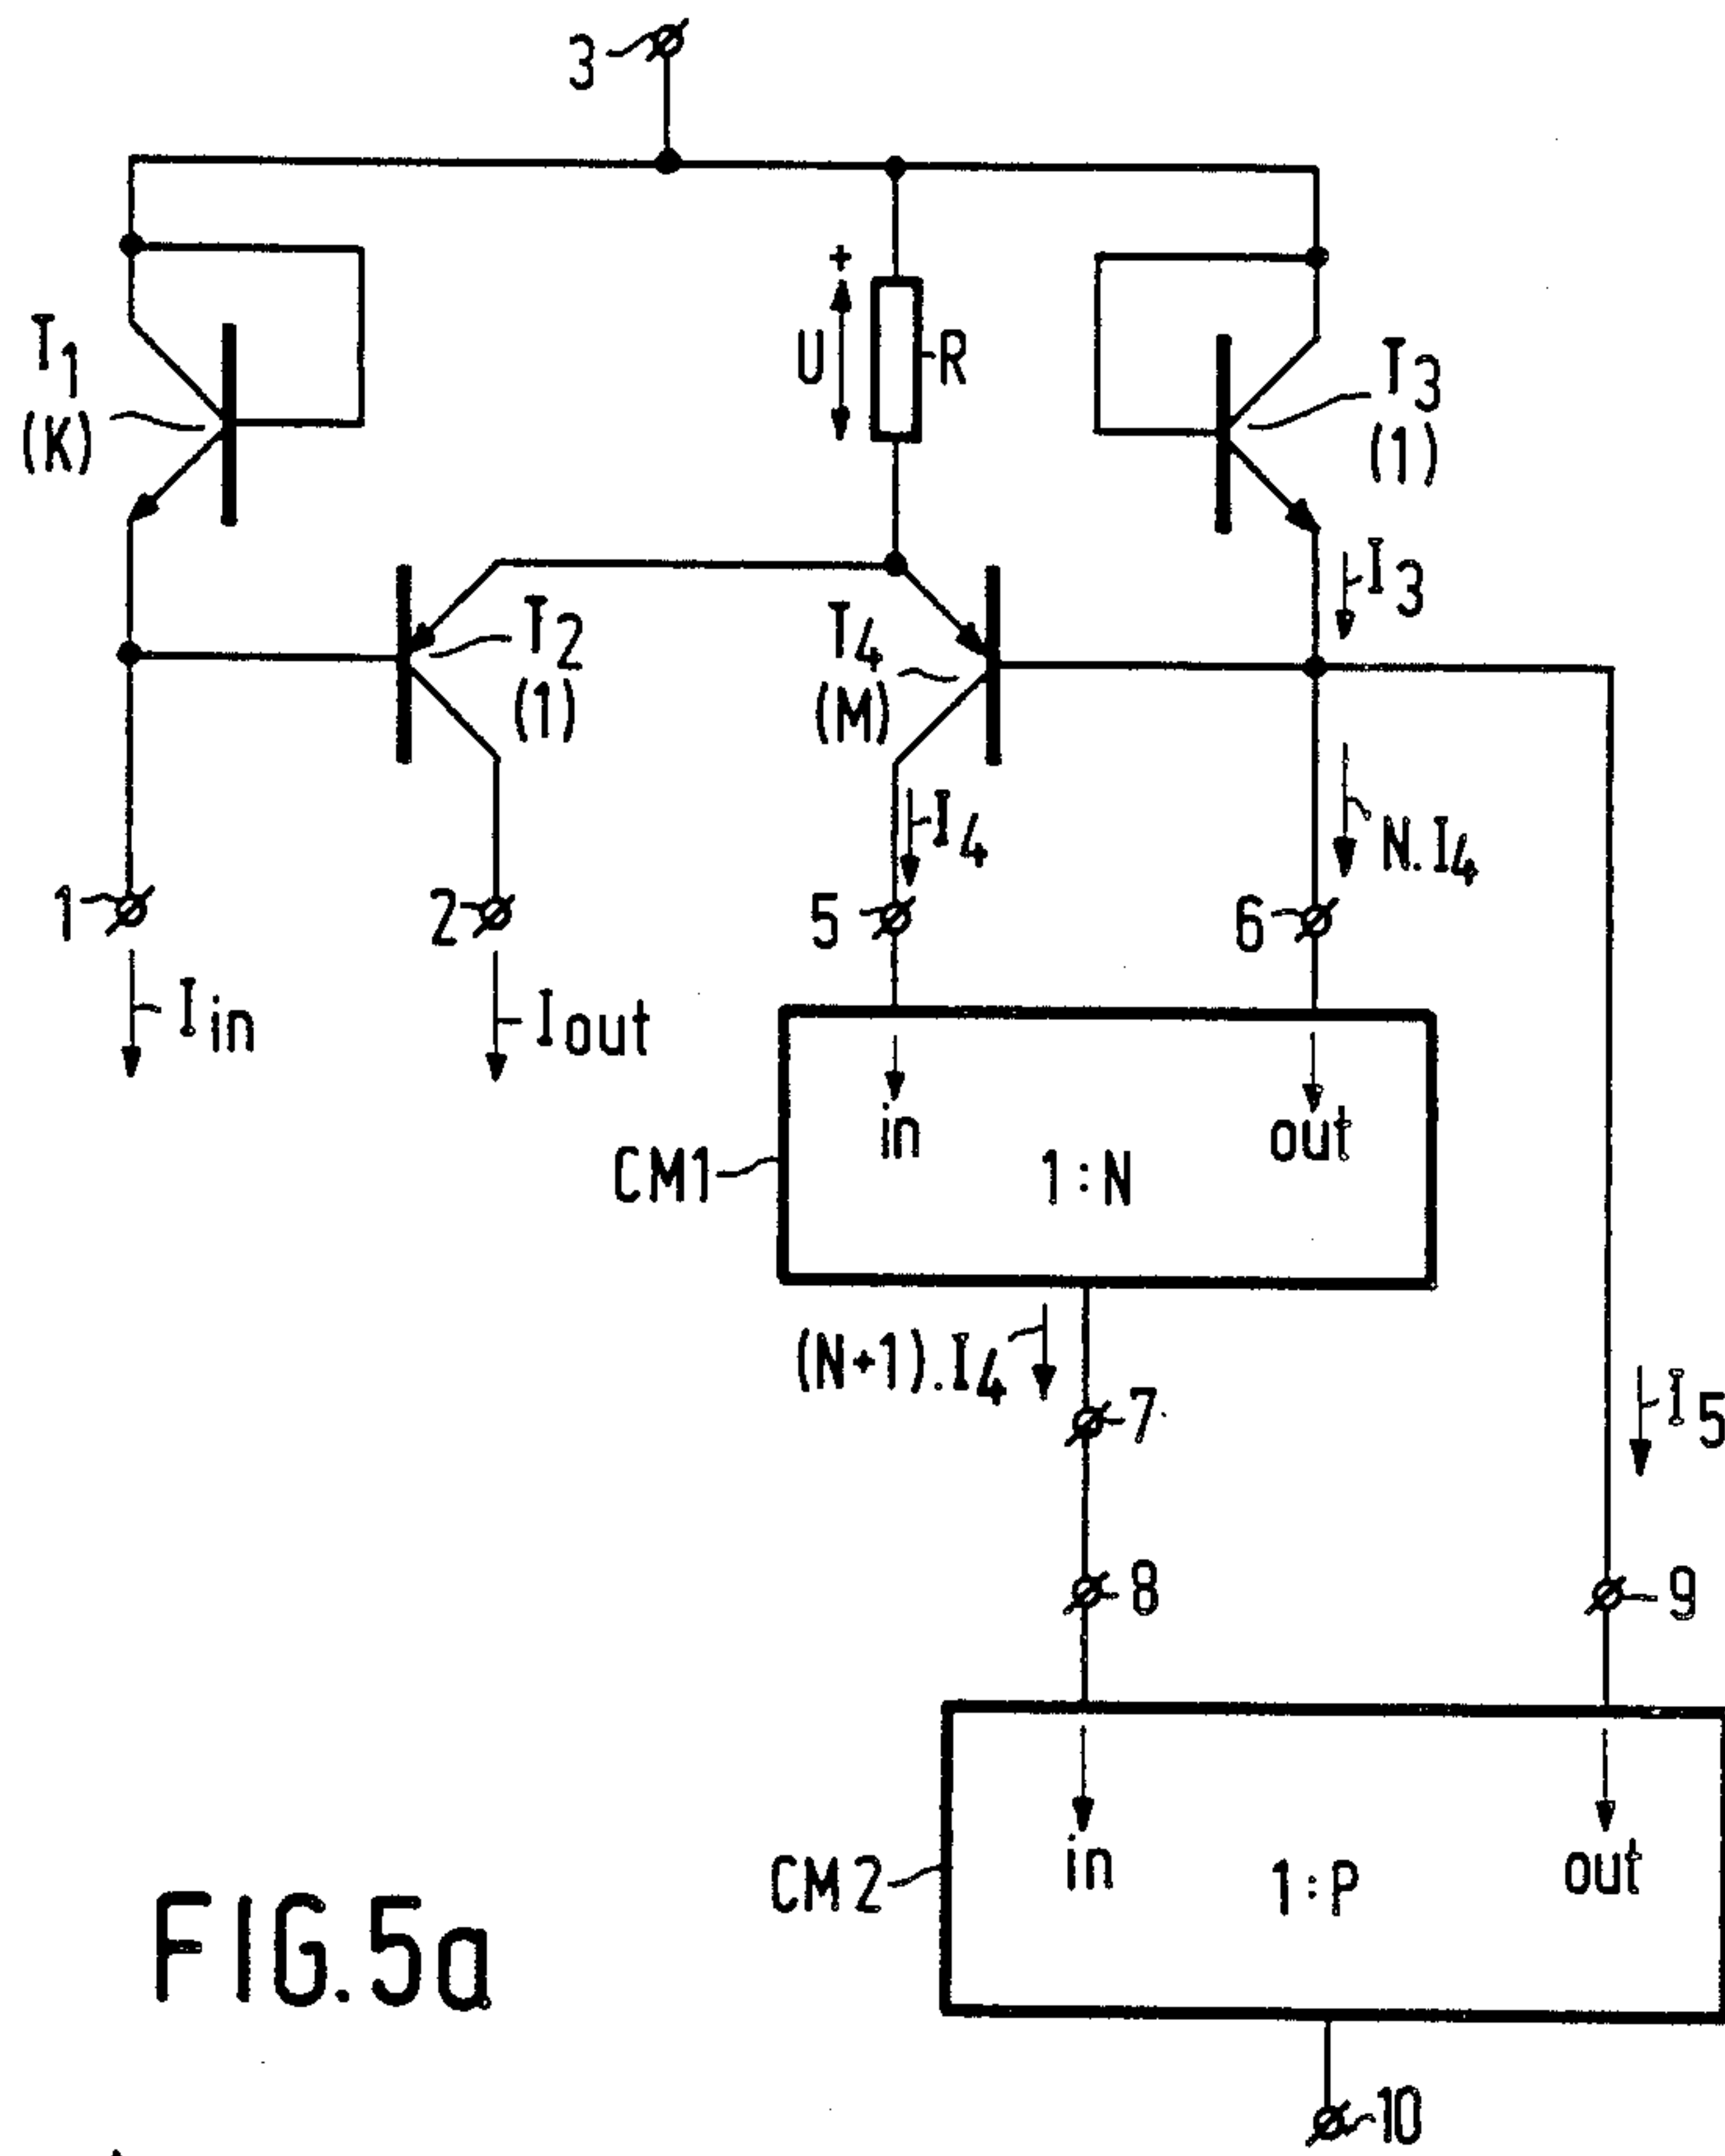 3
+
T1
(K)
U
R
T3
(1)
I3
T2
(1)
T4
(M)
I4
N.I4
1
2
5
6
Iin
Iout
in
out
CM1
1:N
(N+1).I4
7
I5
8
9
in
out
CM2
1:P
FIG.5a
10